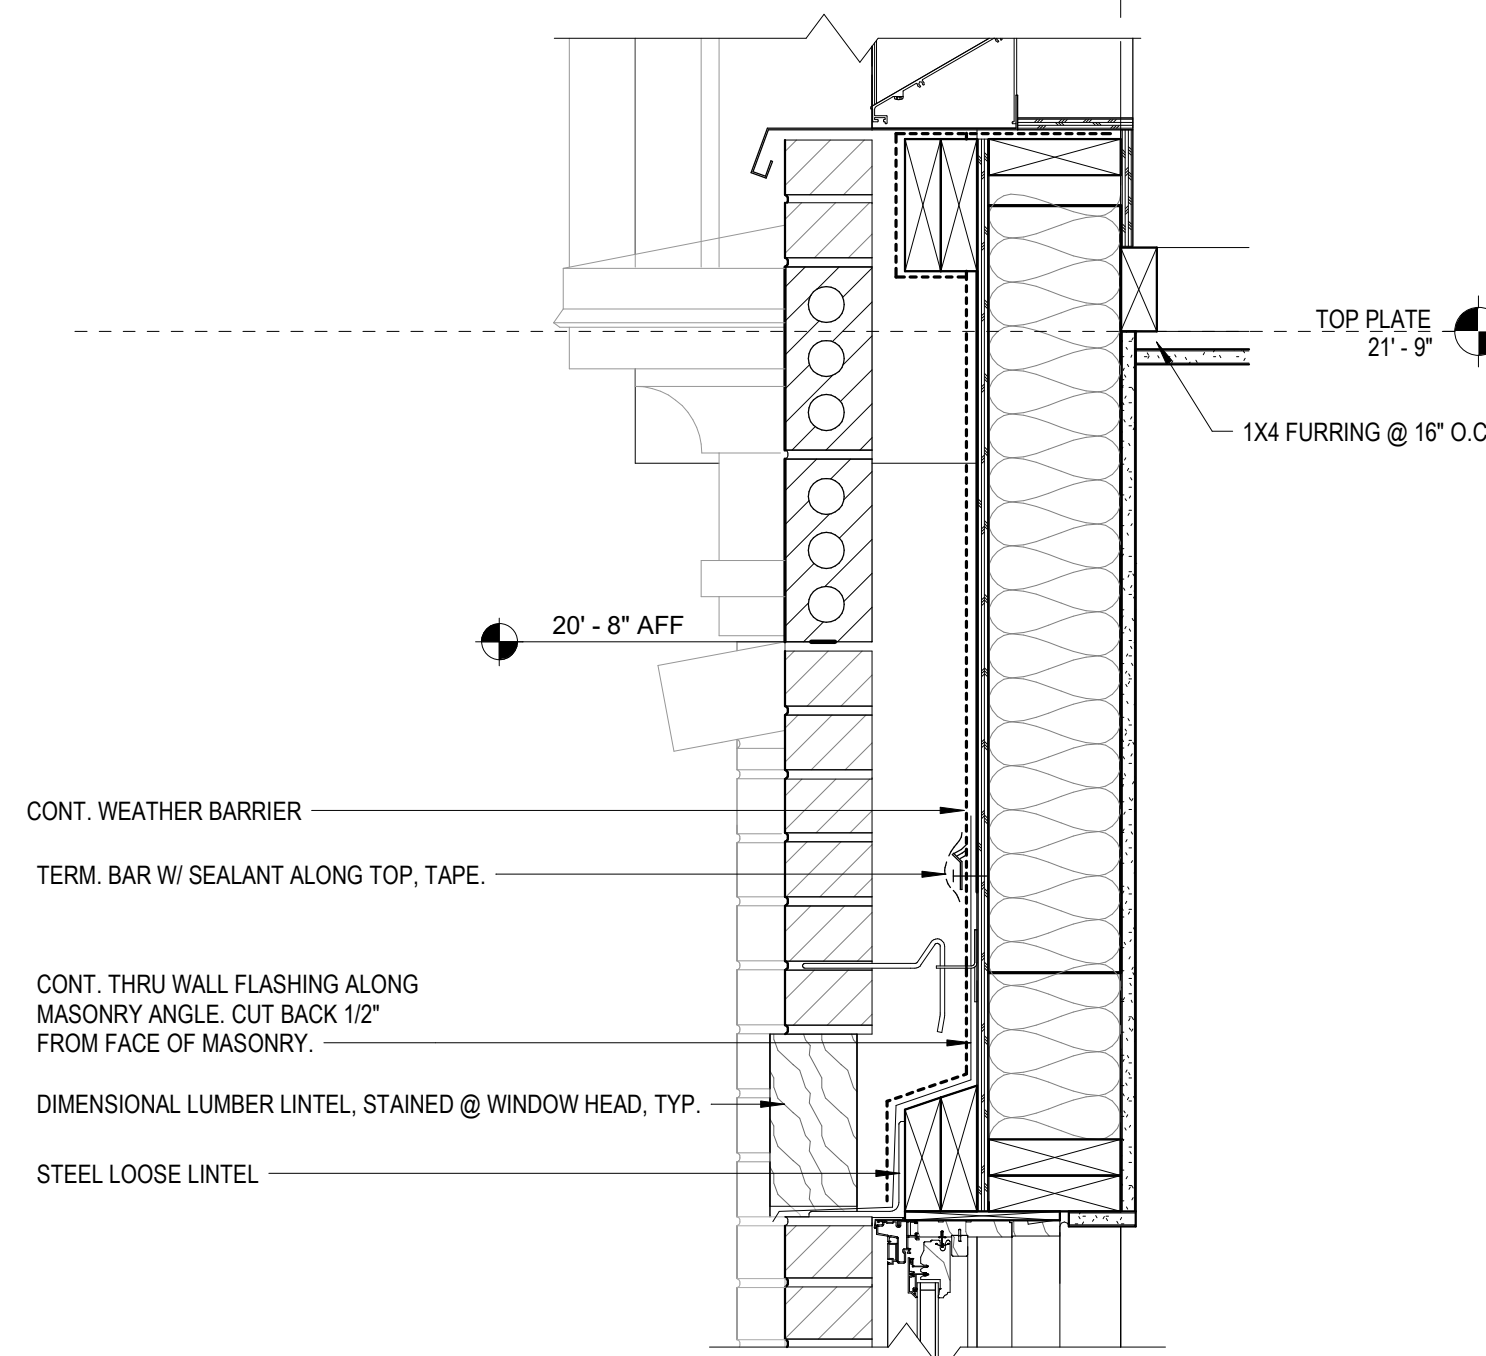 TOP PLATE
21' - 9"
1X4 FURRING @ 16" O.C
20' - 8" AFF
CONT. WEATHER BARRIER
TERM. BAR W/ SEALANT ALONG TOP, TAPE.
CONT. THRU WALL FLASHING ALONG
MASONRY ANGLE. CUT BACK 1/2"
FROM FACE OF MASONRY.
DIMENSIONAL LUMBER LINTEL, STAINED @ WINDOW HEAD, TYP.
STEEL LOOSE LINTEL